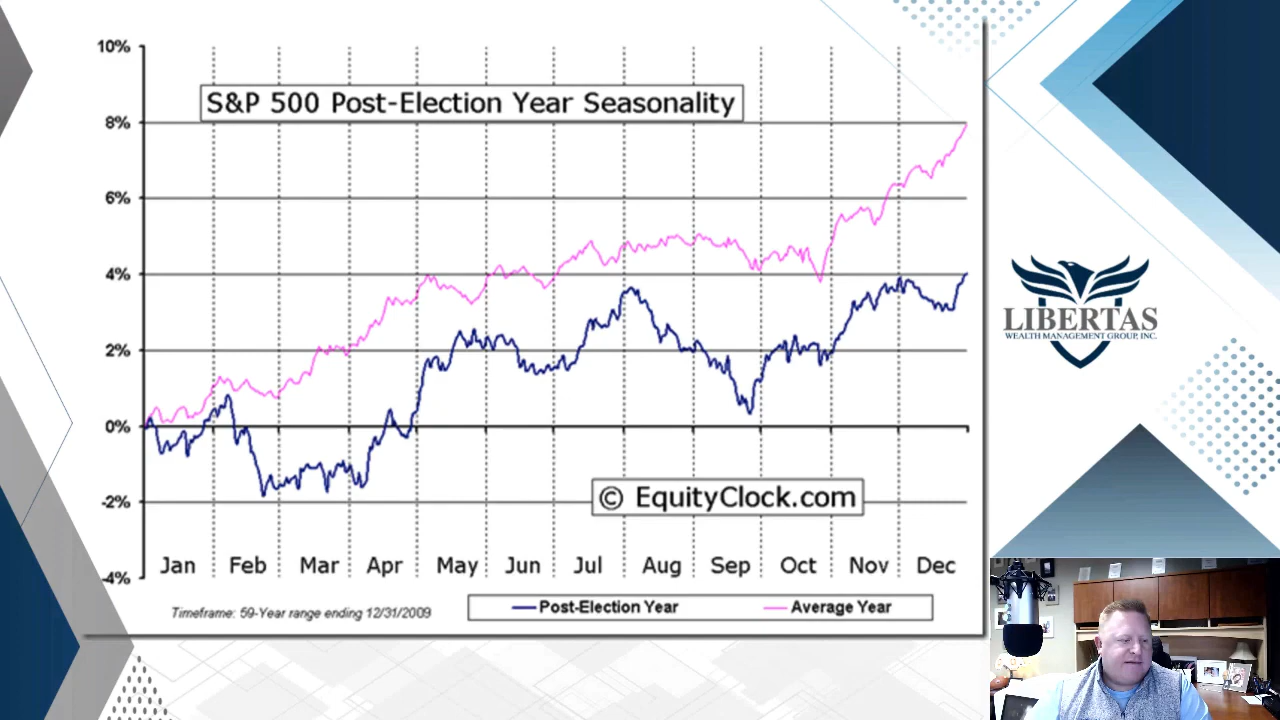 S&P 500 Post-Election Year Seasonality
10%
8%
6%
4%
2%
0%
-2%
-4%
© EquityClock.com
Jan Feb Mar Apr May Jun Jul Aug Sep Oct Nov Dec
Timeframe: 59-Year range ending 12/31/2009
Post-Election Year Average Year
LIBERTAS
WEALTH MANAGEMENT GROUP, INC.